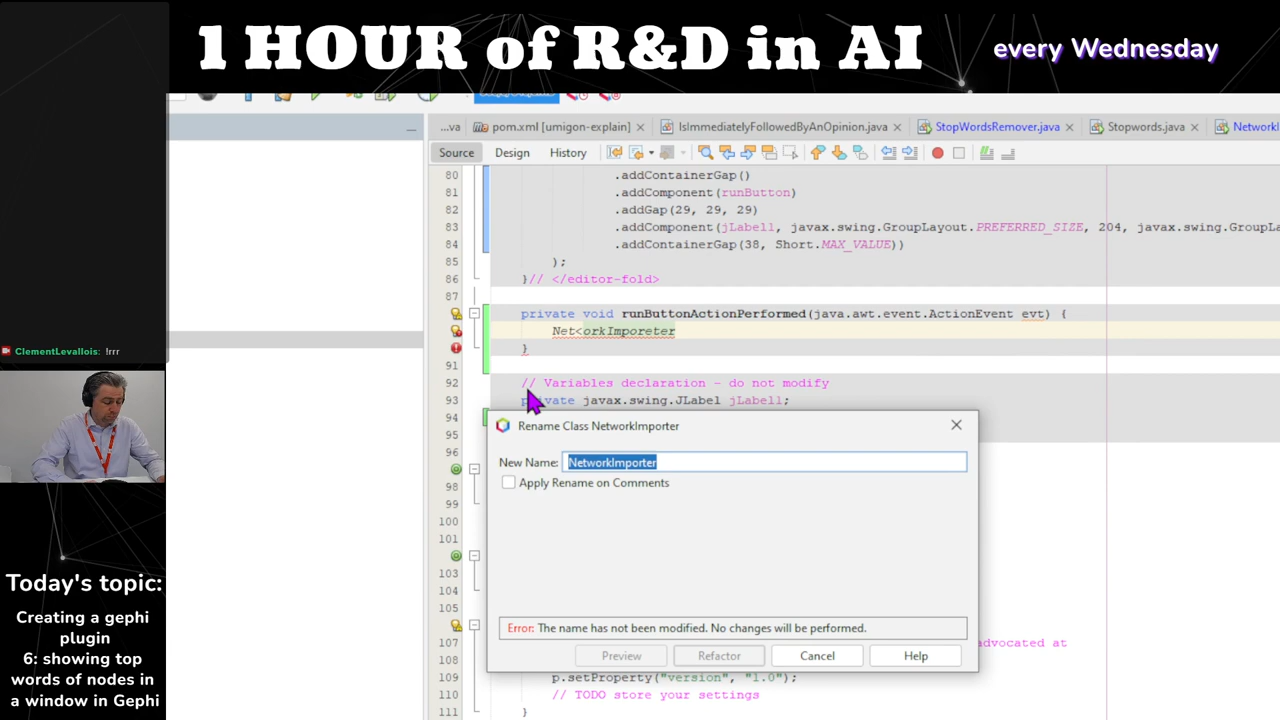 1 HOUR of R&D in AI
every Wednesday
...va
pom.xml [umigon-explain]
IsImmediatelyFollowedByAnOpinion.java
StopWordsRemover.java
Stopwords.java
NetworkI
Source
Design
History
80 .addContainerGap()
81 .addComponent(runButton)
82 .addGap(29, 29, 29)
83 .addComponent(jLabel1, javax.swing.GroupLayout.PREFERRED_SIZE, 204, javax.swing.GroupLa
84 .addContainerGap(38, Short.MAX_VALUE))
85 );
86 }// </editor-fold>
87
private void runButtonActionPerformed(java.awt.event.ActionEvent evt) {
Net<orkImporeter
}
91
92 // Variables declaration - do not modify
93 private javax.swing.JLabel jLabel1;
94
95
96
98
99
100
101
103
104
105
107 advocated at
108
109 p.setProperty("version", "1.0");
110 // TODO store your settings
111 }
Rename Class NetworkImporter
New Name: NetworkImporter
Apply Rename on Comments
Error: The name has not been modified. No changes will be performed.
Preview
Refactor
Cancel
Help
ClementLevallois: !rrr
Today's topic:
Creating a gephi
plugin
6: showing top
words of nodes in
a window in Gephi